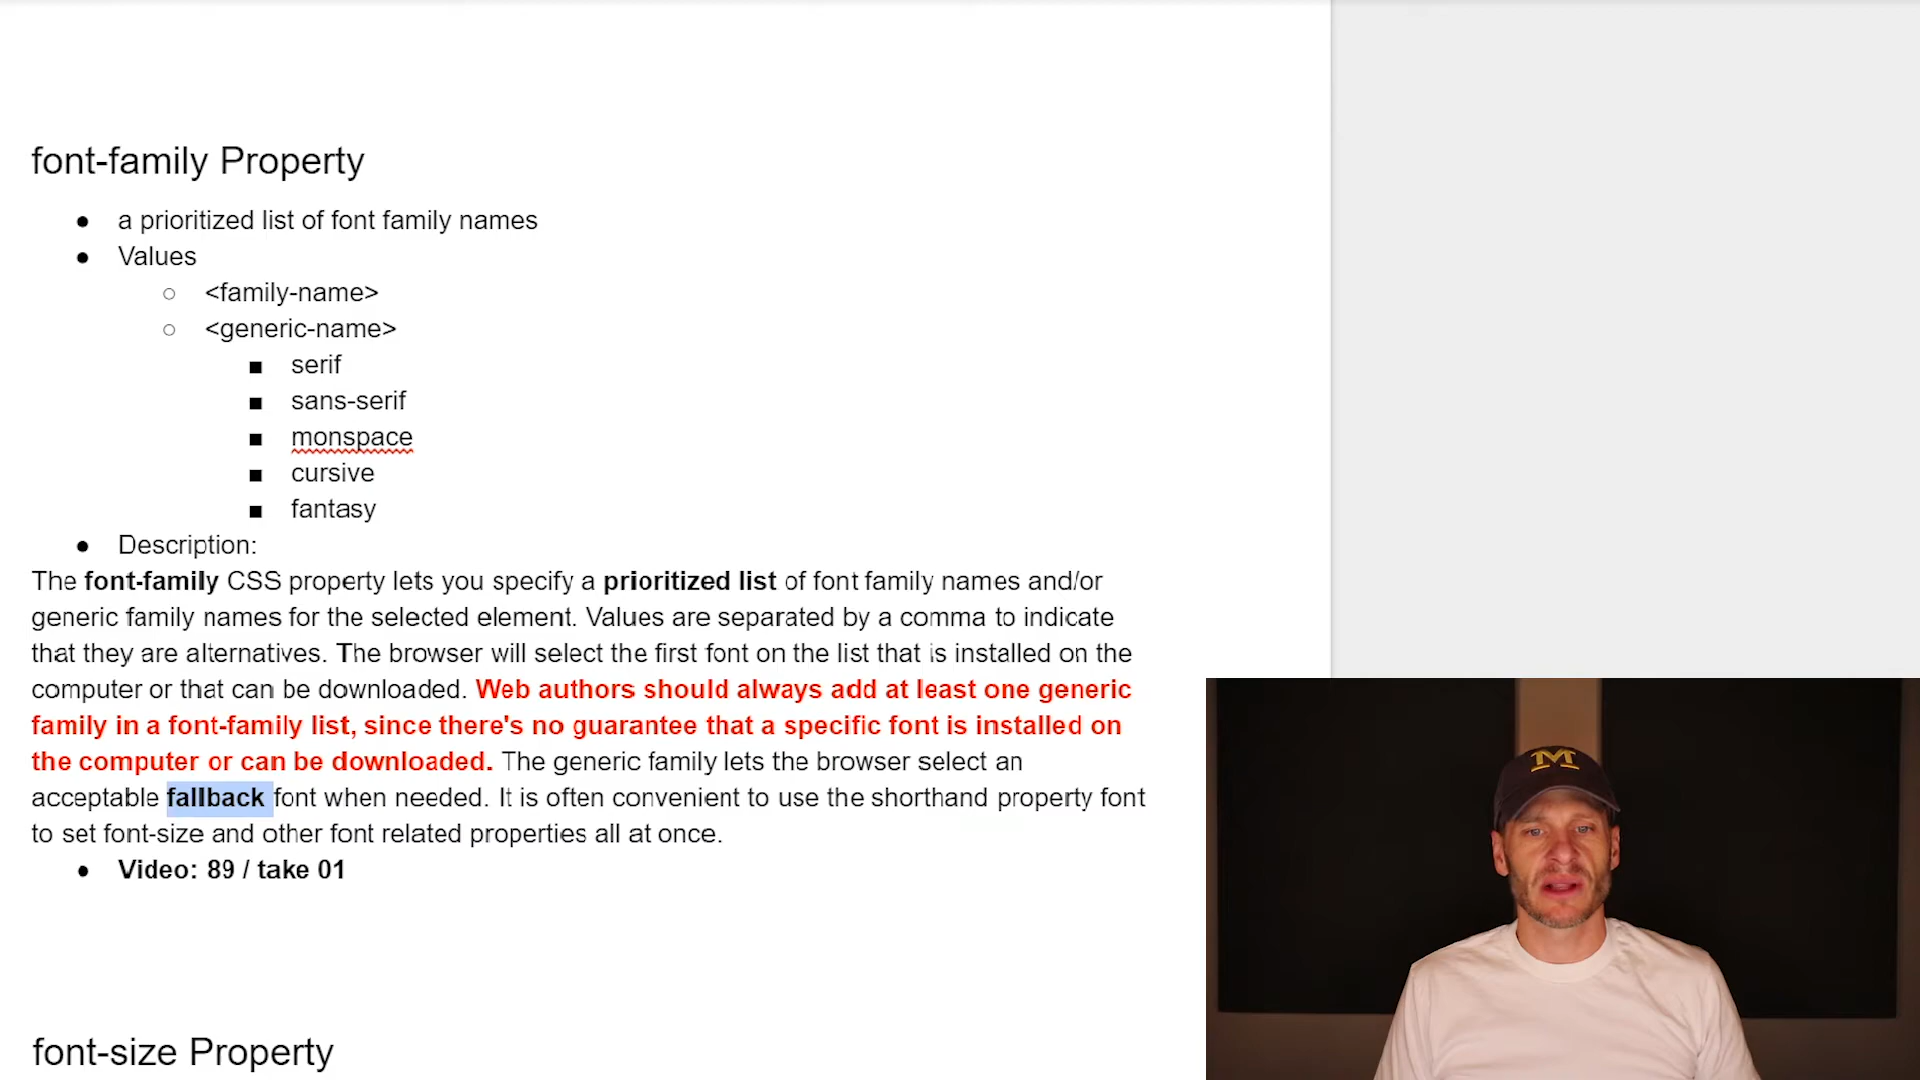 font-family Property
● a prioritized list of font family names
● Values
○ <family-name>
○ <generic-name>
■ serif
■ sans-serif
■ monspace
■ cursive
■ fantasy
● Description:
The font-family CSS property lets you specify a prioritized list of font family names and/or
generic family names for the selected element. Values are separated by a comma to indicate
that they are alternatives. The browser will select the first font on the list that is installed on the
computer or that can be downloaded. Web authors should always add at least one generic
family in a font-family list, since there's no guarantee that a specific font is installed on
the computer or can be downloaded. The generic family lets the browser select an
acceptable fallback font when needed. It is often convenient to use the shorthand property font
to set font-size and other font related properties all at once.
● Video: 89 / take 01
font-size Property
M